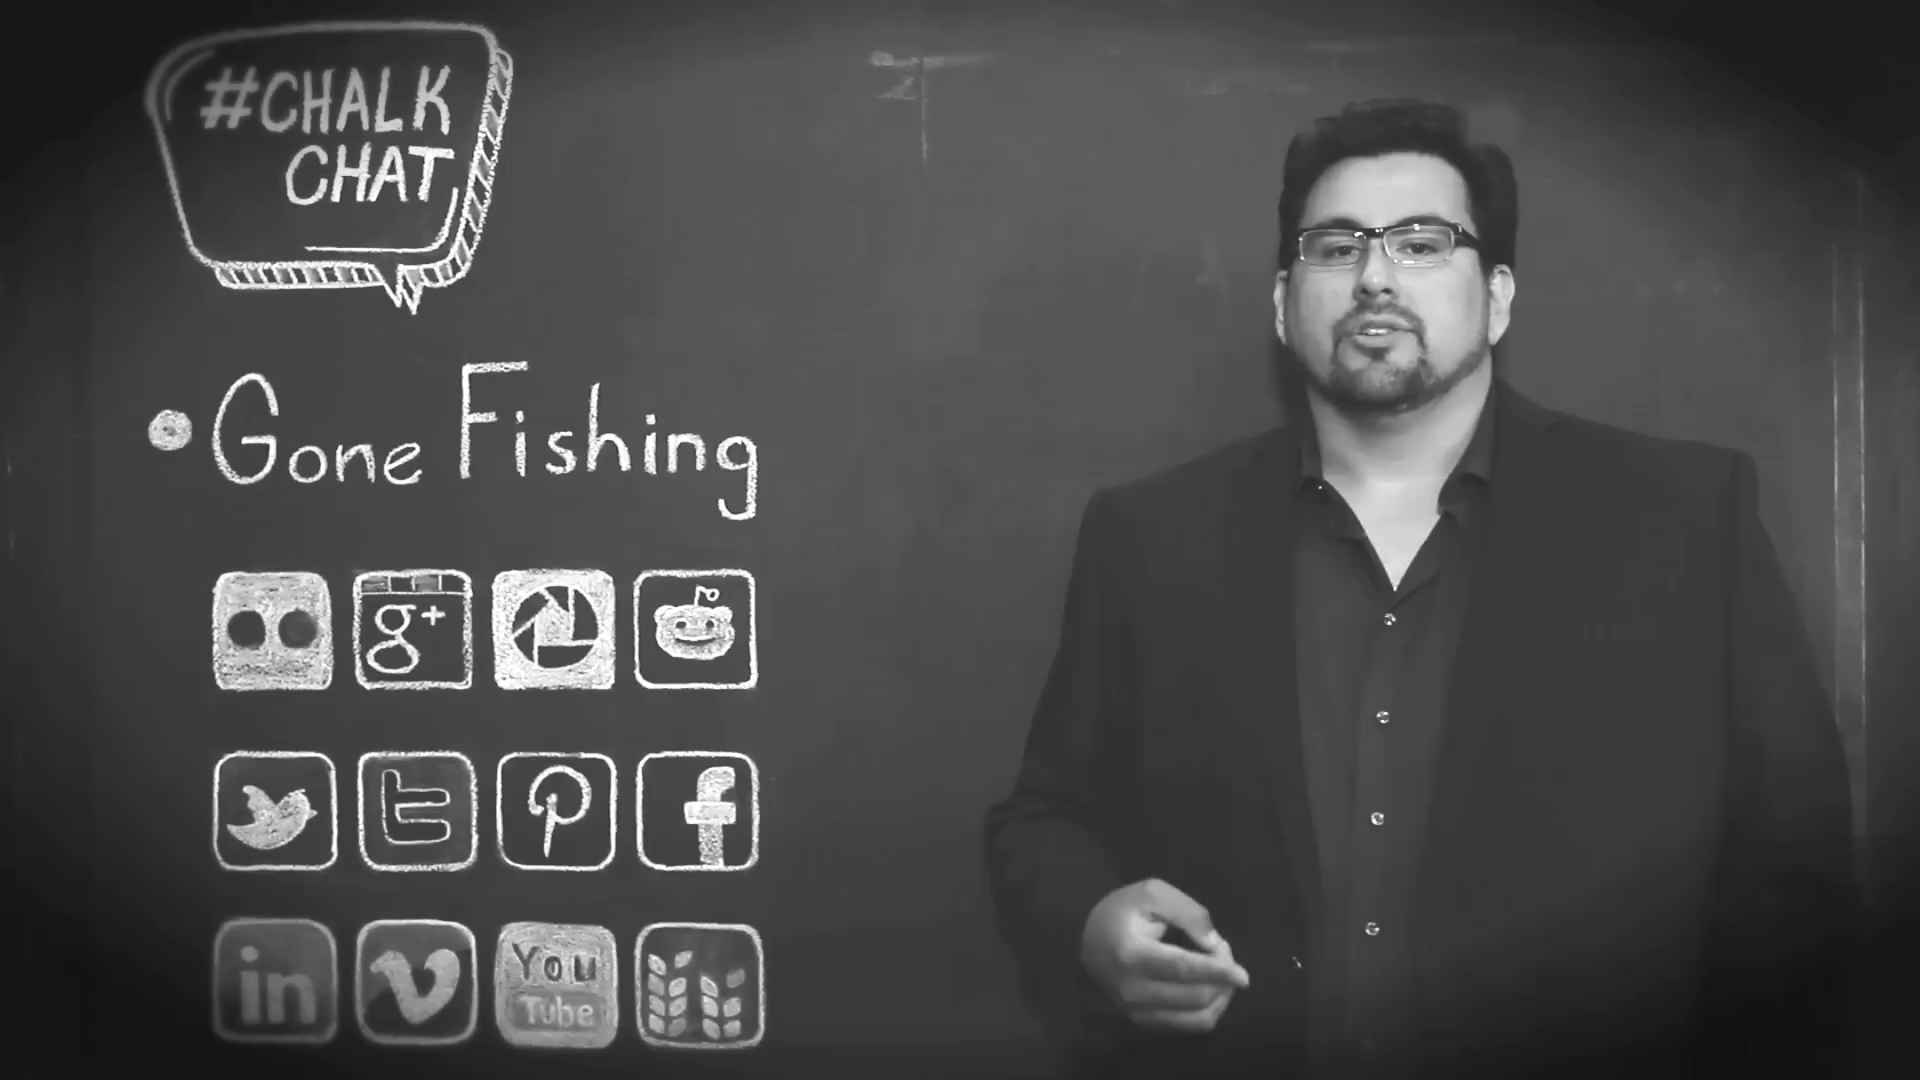 #CHALK
CHAT
• Gone Fishing
g+
t
P
f
in
v
You
Tube